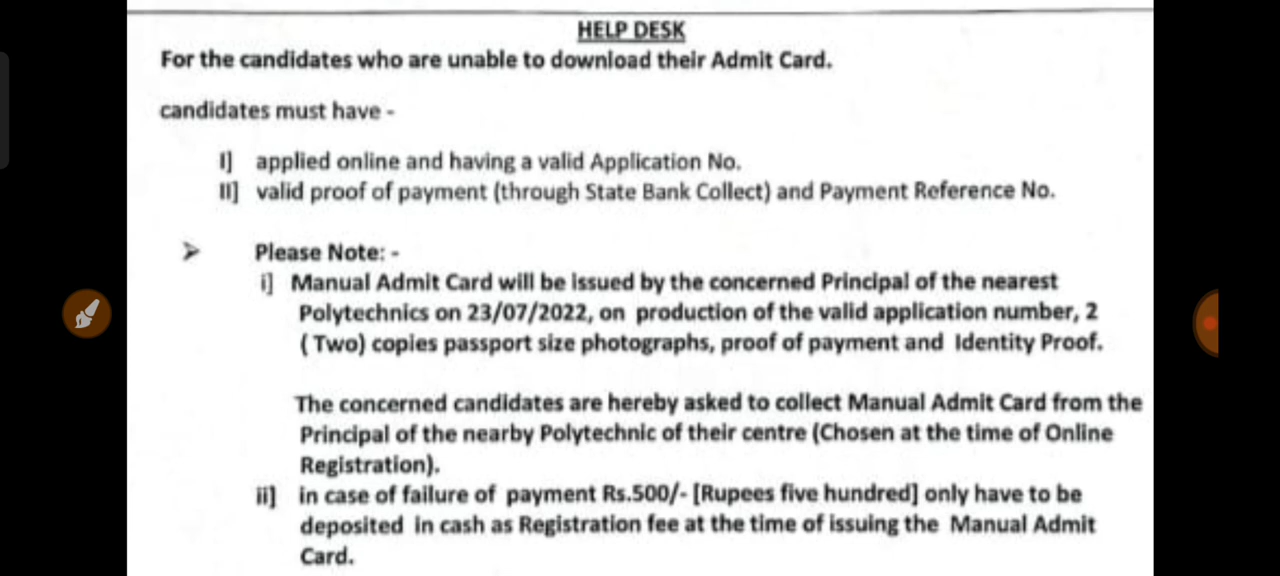 HELP DESK
For the candidates who are unable to download their Admit Card.
candidates must have -
I] applied online and having a valid Application No.
II] valid proof of payment (through State Bank Collect) and Payment Reference No.
➢ Please Note: -
i] Manual Admit Card will be issued by the concerned Principal of the nearest
Polytechnics on 23/07/2022, on production of the valid application number, 2
( Two) copies passport size photographs, proof of payment and Identity Proof.
The concerned candidates are hereby asked to collect Manual Admit Card from the
Principal of the nearby Polytechnic of their centre (Chosen at the time of Online
Registration).
ii] in case of failure of payment Rs.500/- [Rupees five hundred] only have to be
deposited in cash as Registration fee at the time of issuing the Manual Admit
Card.